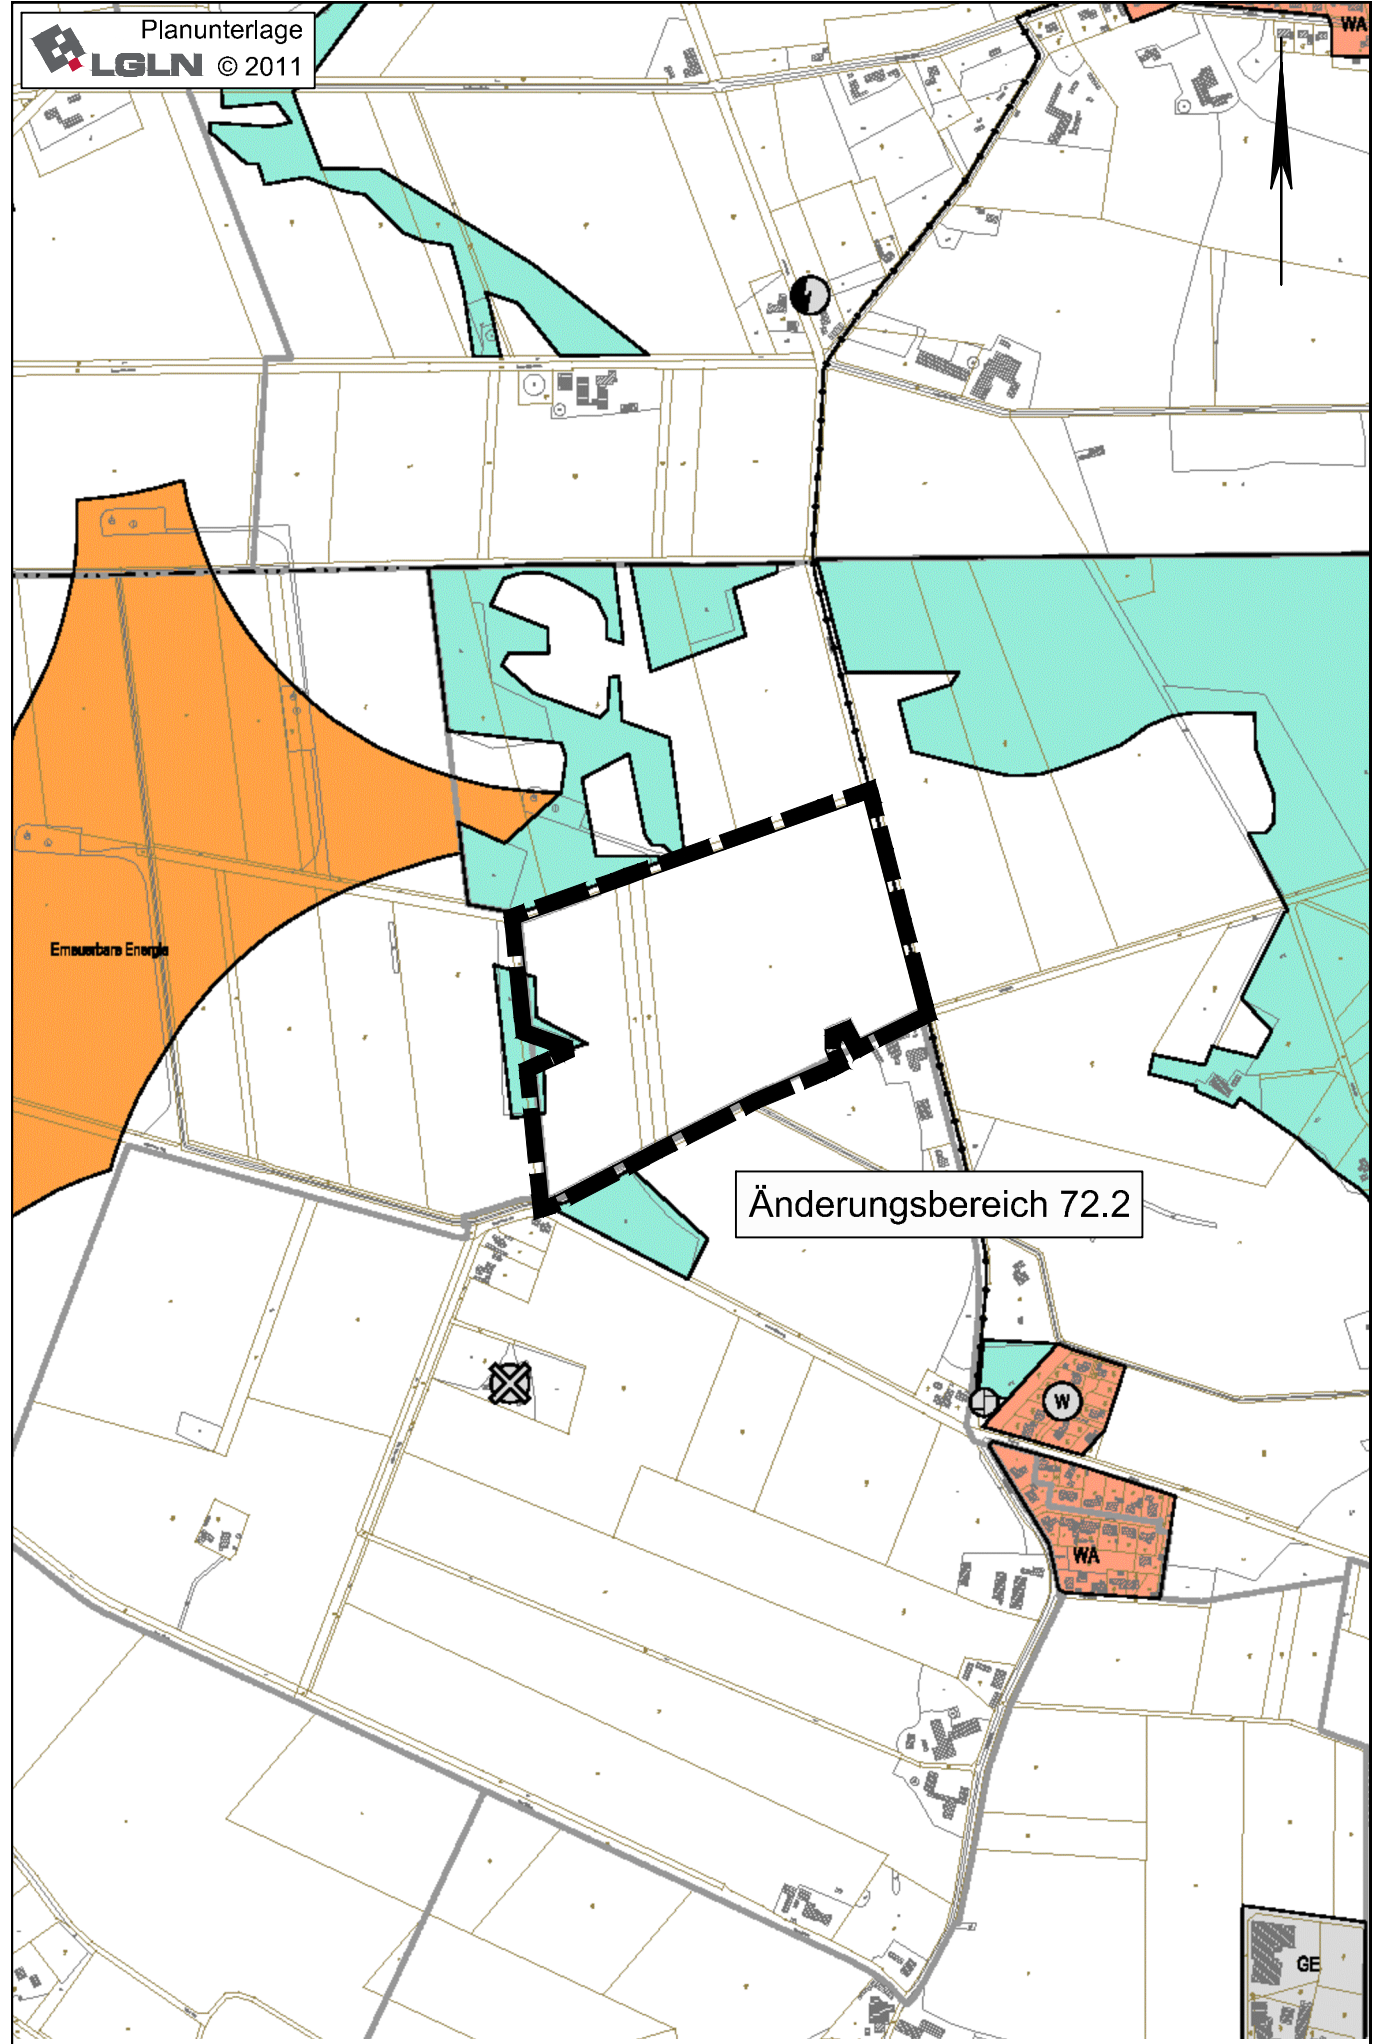 Planunterlage
LGLN © 2011
WA
Erneuerbare Energie
Änderungsbereich 72.2
W
WA
GE